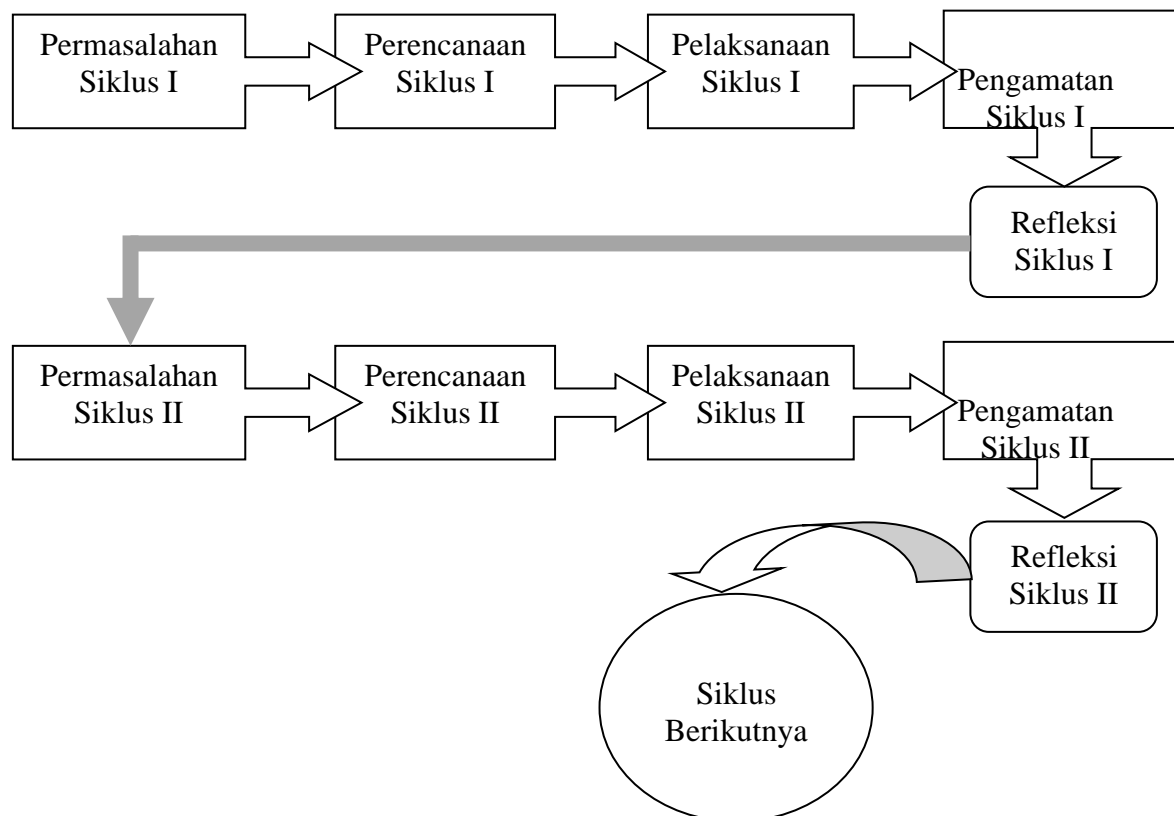 Permasalahan
Siklus I
Perencanaan
Siklus I
Pelaksanaan
Siklus I
Pengamatan
Siklus I
Refleksi
Siklus I
Permasalahan
Siklus II
Perencanaan
Siklus II
Pelaksanaan
Siklus II
Pengamatan
Siklus II
Refleksi
Siklus II
Siklus
Berikutnya